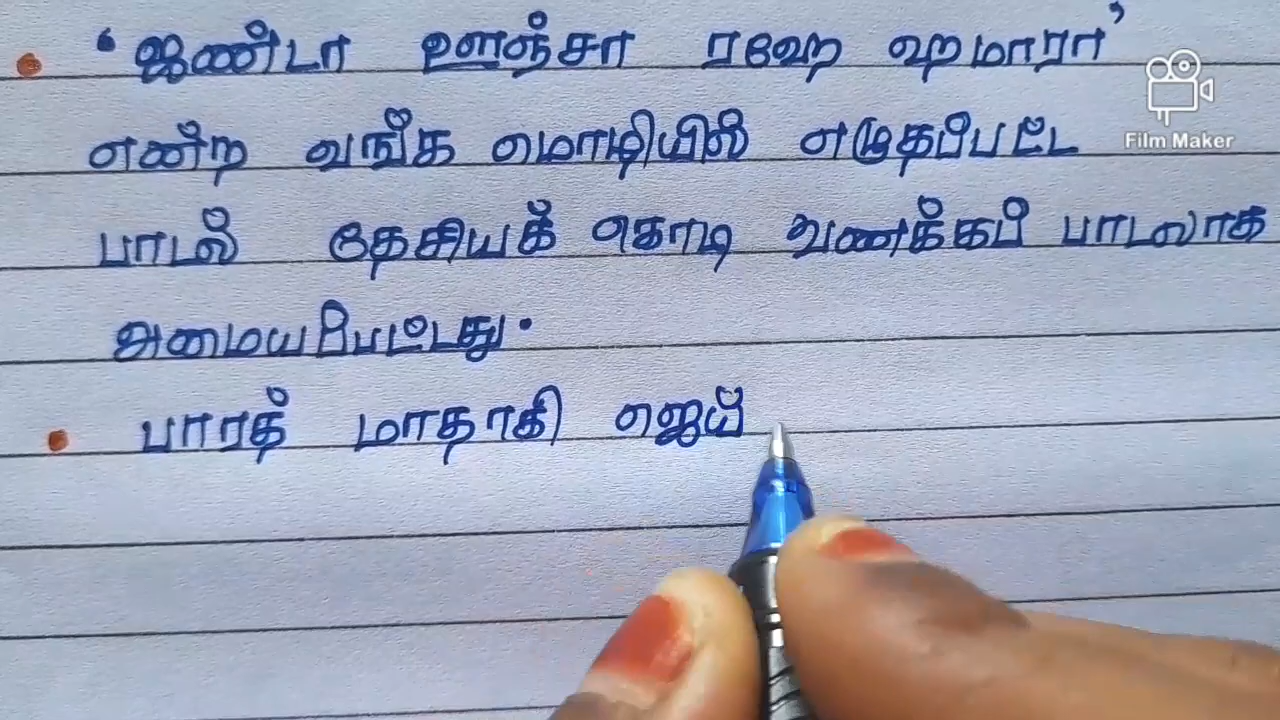 ‘ஜண்டா ஊஞ்சா ரஹே ஹமாரா’
என்ற வங்க மொழியில் எழுதப்பட்ட
பாடல் தேசியக் கொடி வணக்கப் பாடலாக
அமையப்பட்டது.
பாரத் மாதாகி ஜெய்
Film Maker